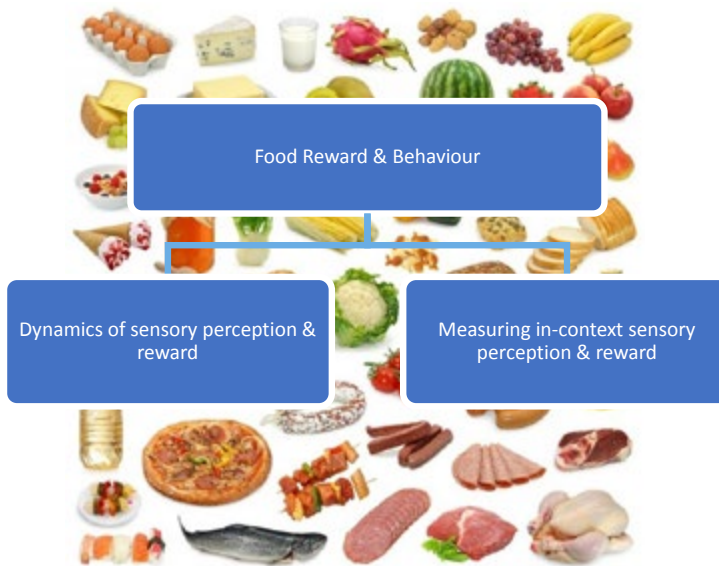 Food Reward & Behaviour
Dynamics of sensory perception &
reward
Measuring in-context sensory
perception & reward